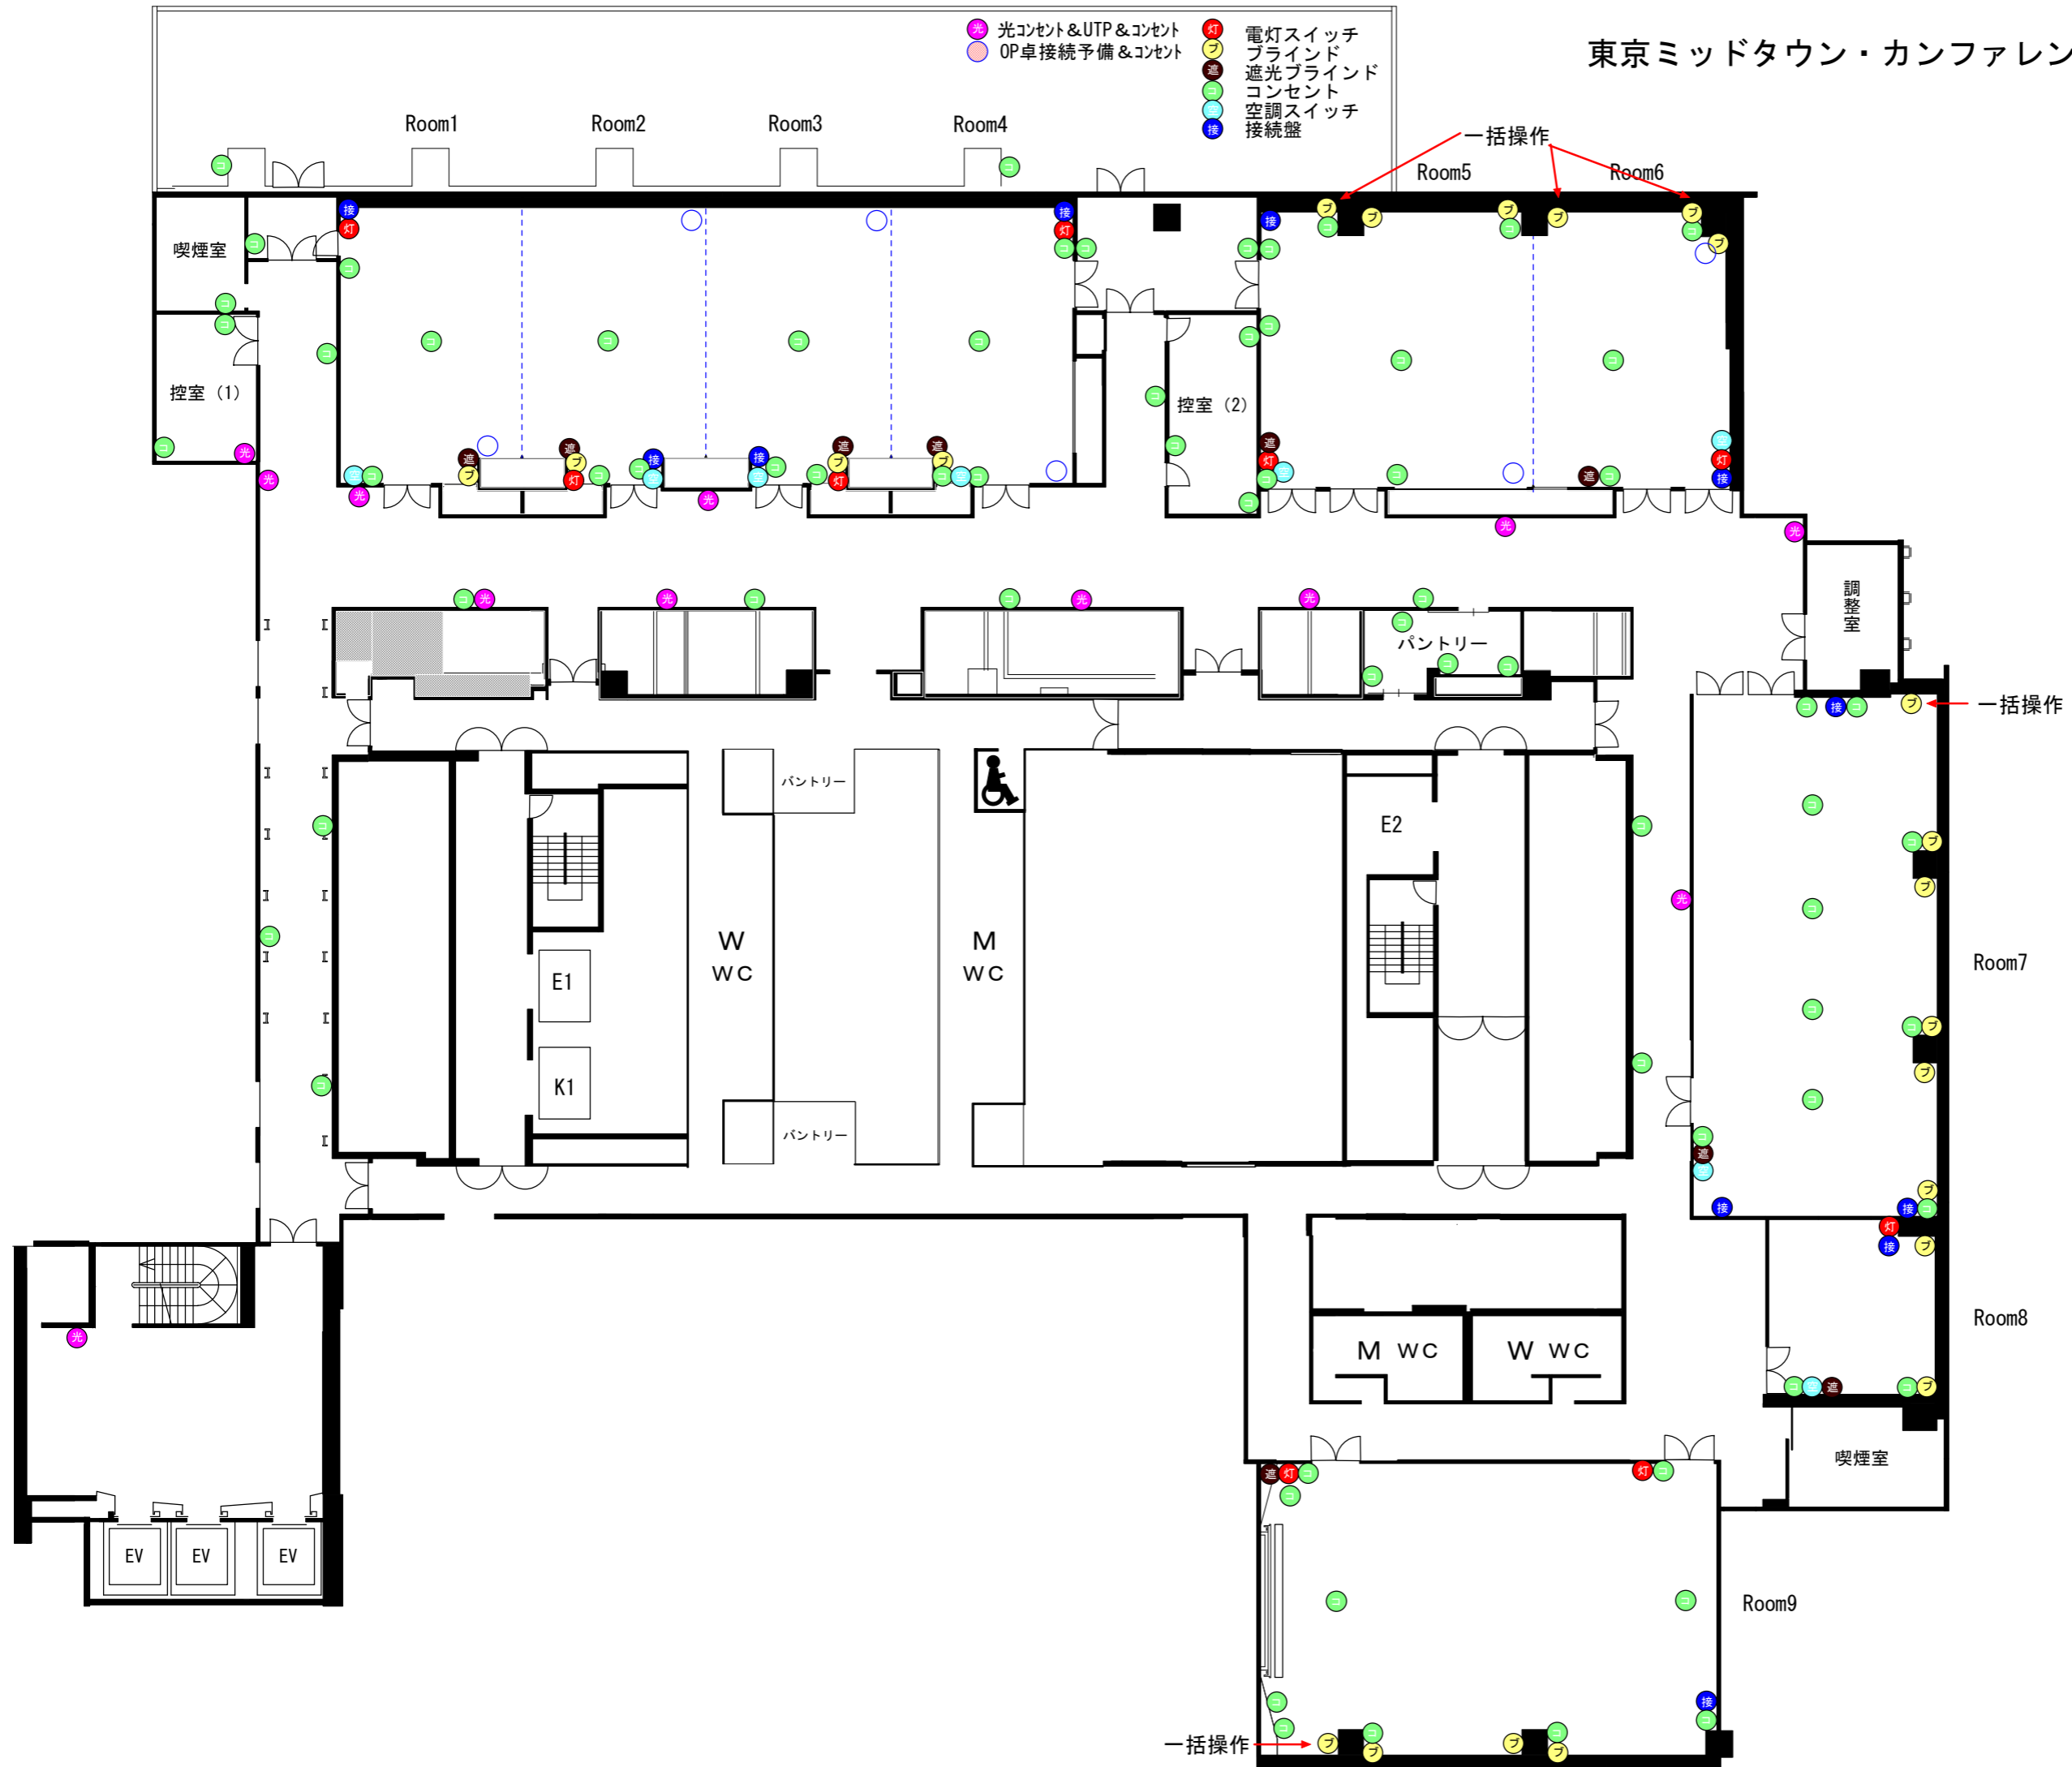 光コンセント&UTP&コンセント
OP卓接続予備&コンセント
灯 電灯スイッチ
ブ ブラインド
遮 遮光ブラインド
コ コンセント
空 空調スイッチ
接 接続盤
東京ミッドタウン・カンファレン
Room1
Room2
Room3
Room4
一括操作
Room5
Room6
喫煙室
控室（1）
控室（2）
調整室
パントリー
一括操作
パントリー
E2
W
WC
M
WC
E1
K1
パントリー
Room7
Room8
M WC
W WC
喫煙室
EV
EV
EV
Room9
一括操作